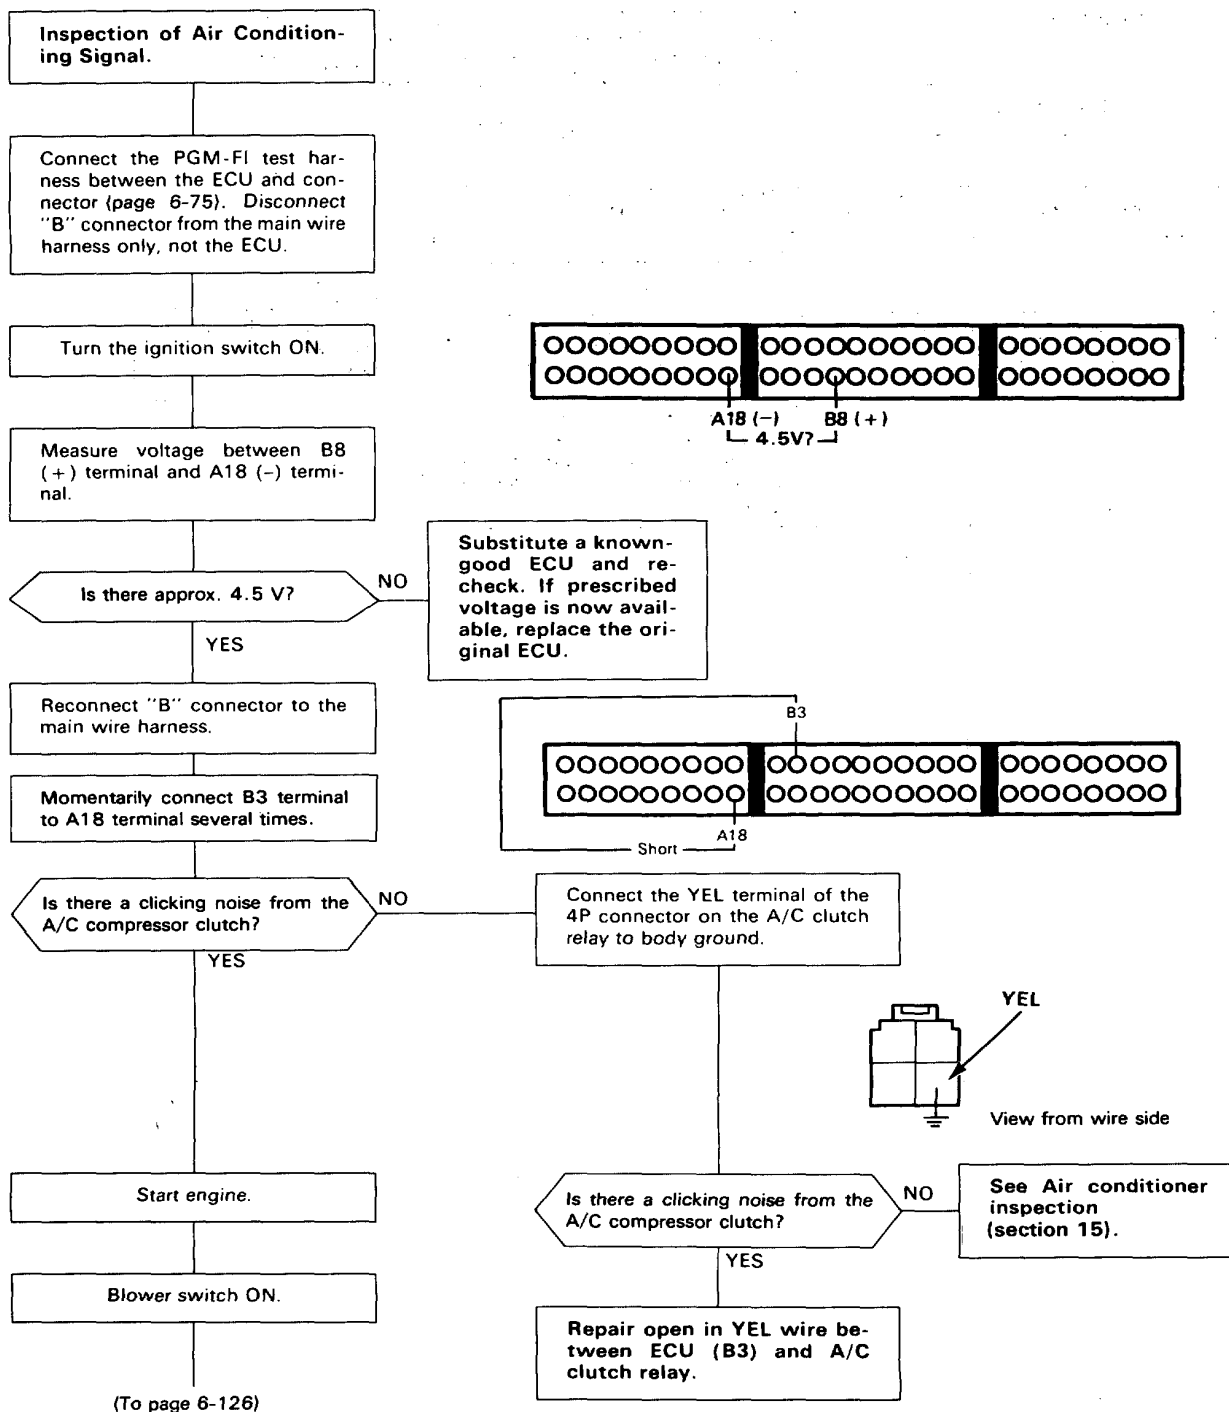 Inspection of Air Condition-
ing Signal.
Connect the PGM-FI test har-
ness between the ECU and con-
nector (page 6-75). Disconnect
"B" connector from the main wire
harness only, not the ECU.
Turn the ignition switch ON.
A18 (-) B8 (+)
4.5V?
Measure voltage between B8
(+) terminal and A18 (-) termi-
nal.
Is there approx. 4.5 V?
NO
YES
Substitute a known-
good ECU and re-
check. If prescribed
voltage is now avail-
able, replace the ori-
ginal ECU.
Reconnect "B" connector to the
main wire harness.
B3
A18
Short
Momentarily connect B3 terminal
to A18 terminal several times.
Is there a clicking noise from the
A/C compressor clutch?
NO
YES
Connect the YEL terminal of the
4P connector on the A/C clutch
relay to body ground.
YEL
View from wire side
Start engine.
Is there a clicking noise from the
A/C compressor clutch?
NO
YES
See Air conditioner
inspection
(section 15).
Blower switch ON.
Repair open in YEL wire be-
tween ECU (B3) and A/C
clutch relay.
(To page 6-126)